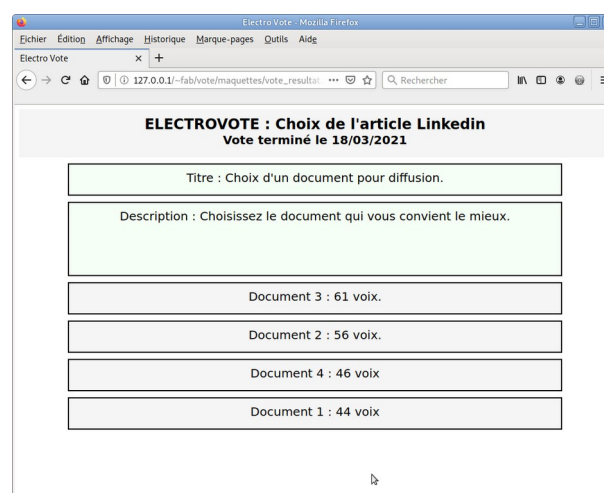 Electro Vote - Mozilla Firefox
Fichier Édition Affichage Historique Marque-pages Outils Aide
Electro Vote × +
127.0.0.1/~fab/vote/maquettes/vote_resultat ••• Rechercher
ELECTROVOTE : Choix de l'article Linkedin
Vote terminé le 18/03/2021
Titre : Choix d'un document pour diffusion.
Description : Choisissez le document qui vous convient le mieux.
Document 3 : 61 voix.
Document 2 : 56 voix.
Document 4 : 46 voix
Document 1 : 44 voix